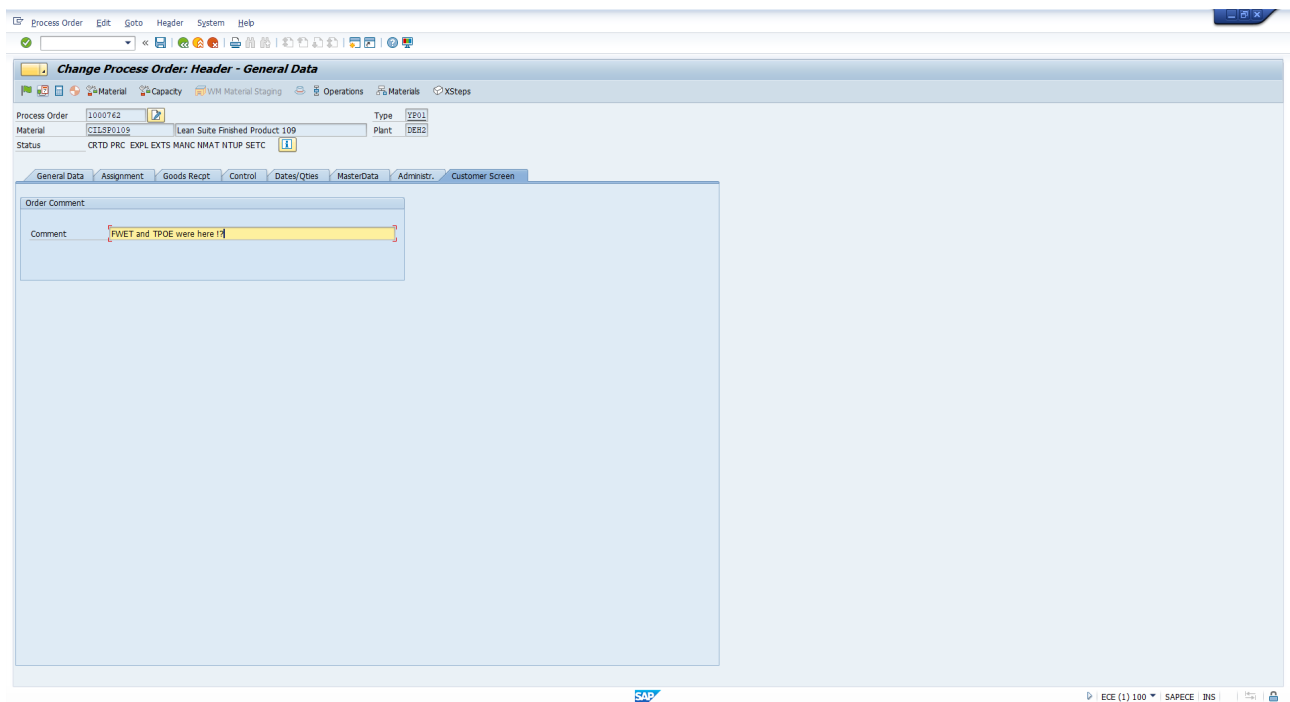 Process Order Edit Goto Header System Help
Change Process Order: Header - General Data
Material Capacity WM Material Staging Operations Materials XSteps
Process Order 1000762 Type YP01
Material CILSP0109 Lean Suite Finished Product 109 Plant DEH2
Status CRTD PRC EXPL EXTS MANC NMAT NTUP SETC
General Data Assignment Goods Recpt Control Dates/Qties MasterData Administr. Customer Screen
Order Comment
Comment FWET and TPOE were here !?
SAP ECE (1) 100 SAPECE INS